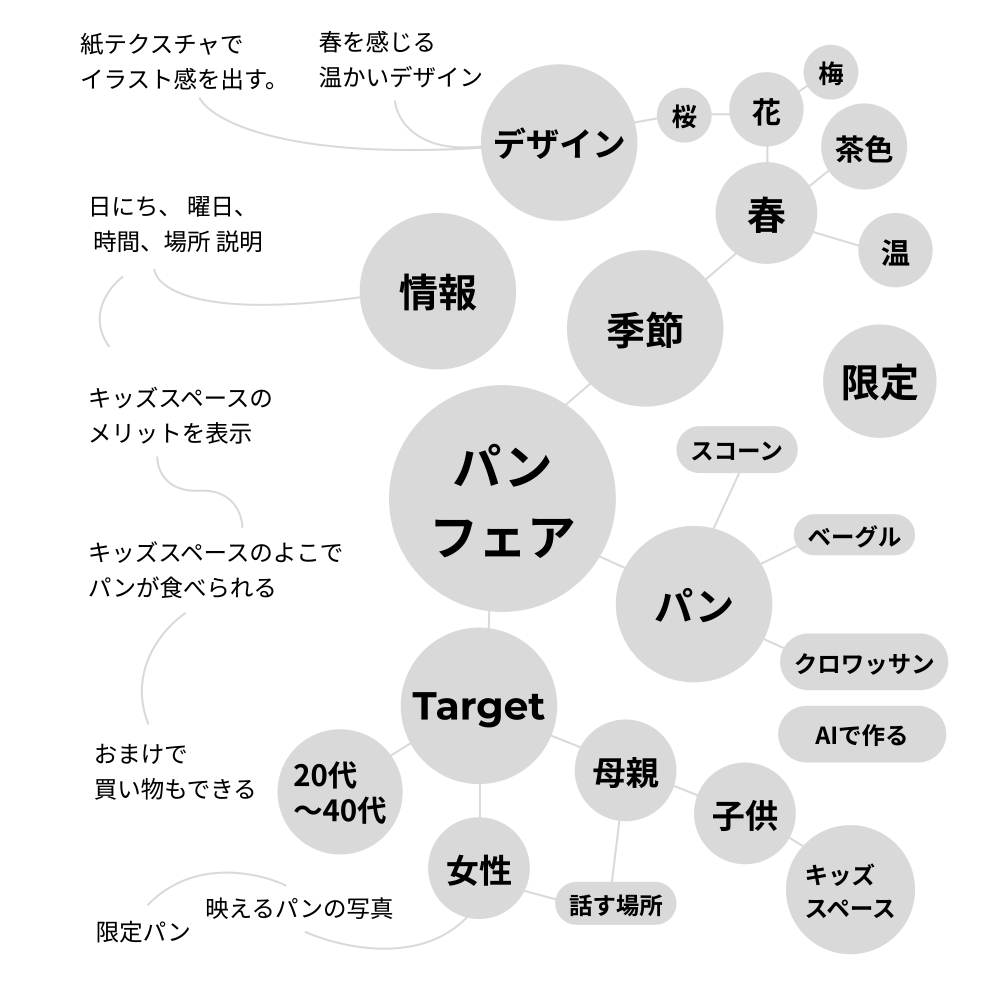 紙テクスチャで
イラスト感を出す。
春を感じる
温かいデザイン
デザイン
桜
花
梅
茶色
春
温
日にち、 曜日、
時間、場所 説明
情報
季節
限定
キッズスペースの
メリットを表示
パン
フェア
スコーン
ベーグル
パン
クロワッサン
AIで作る
キッズスペースのよこで
パンが食べられる
Target
おまけで
買い物もできる
20代
〜40代
母親
子供
キッズ
スペース
女性
話す場所
映えるパンの写真
限定パン